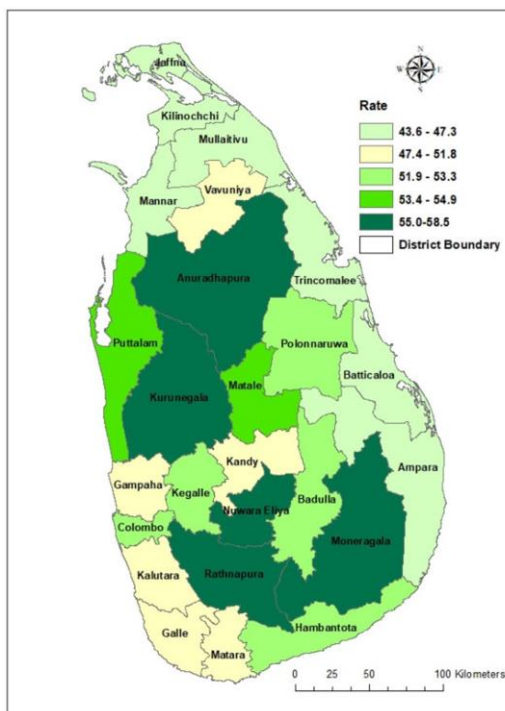 N
W E
S
Jaffna
Kilinochchi
Mullaitivu
Rate
43.6 - 47.3
47.4 - 51.8
51.9 - 53.3
53.4 - 54.9
55.0-58.5
District Boundary
Vavuniya
Mannar
Anuradhapura
Trincomalee
Puttalam
Polonnaruwa
Batticaloa
Matale
Kurunegala
Kandy
Ampara
Gampaha
Kegalle
Badulla
Nuwara Eliya
Colombo
Moneragala
Kalutara
Rathnapura
Hambantota
Galle
Matara
0 25 50 100 Kilometers